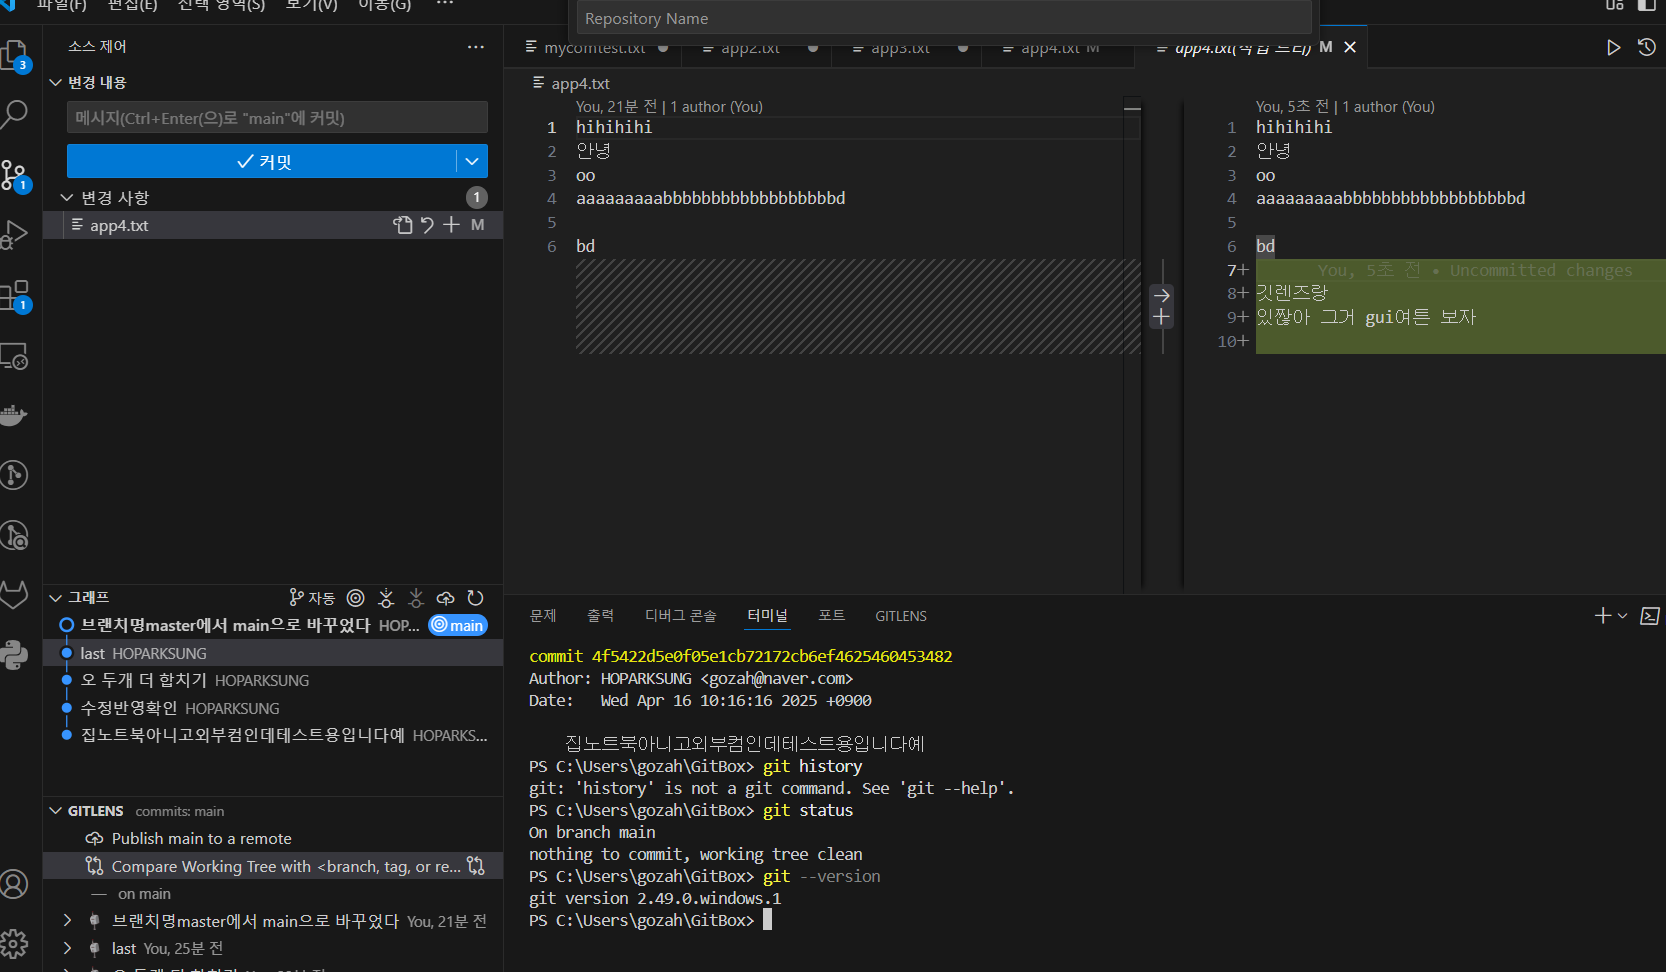 파일(F) 편집(E) 선택 영역(S) 보기(V) 이동(G) ···
Repository Name
소스 제어
mycomtest.txt app2.txt app3.txt app4.txt M app4.txt(작업 트리) M
3
변경 내용
app4.txt
메시지(Ctrl+Enter(으)로 "main"에 커밋)
커밋
변경 사항 1
app4.txt M
1
1
You, 21분 전 | 1 author (You)
1 hihihihi
2 안녕
3 oo
4 aaaaaaaaabbbbbbbbbbbbbbbbbbbd
5
6 bd
You, 5초 전 | 1 author (You)
1 hihihihi
2 안녕
3 oo
4 aaaaaaaaabbbbbbbbbbbbbbbbbbbd
5
6 bd
7+ You, 5초 전 • Uncommitted changes
8+ 깃렌즈랑
9+ 있짢아 그거 gui여튼 보자
10+
그래프 자동
브랜치명master에서 main으로 바꾸었다 HOP... main
last HOPARKSUNG
오 두개 더 합치기 HOPARKSUNG
수정반영확인 HOPARKSUNG
집노트북아니고외부컴인데테스트용입니다예 HOPARKS...
GITLENS commits: main
Publish main to a remote
Compare Working Tree with <branch, tag, or re...
on main
브랜치명master에서 main으로 바꾸었다 You, 21분 전
last You, 25분 전
문제 출력 디버그 콘솔 터미널 포트 GITLENS
commit 4f5422d5e0f05e1cb72172cb6ef4625460453482
Author: HOPARKSUNG <gozah@naver.com>
Date: Wed Apr 16 10:16:16 2025 +0900
집노트북아니고외부컴인데테스트용입니다예
PS C:\Users\gozah\GitBox> git history
git: 'history' is not a git command. See 'git --help'.
PS C:\Users\gozah\GitBox> git status
On branch main
nothing to commit, working tree clean
PS C:\Users\gozah\GitBox> git --version
git version 2.49.0.windows.1
PS C:\Users\gozah\GitBox>